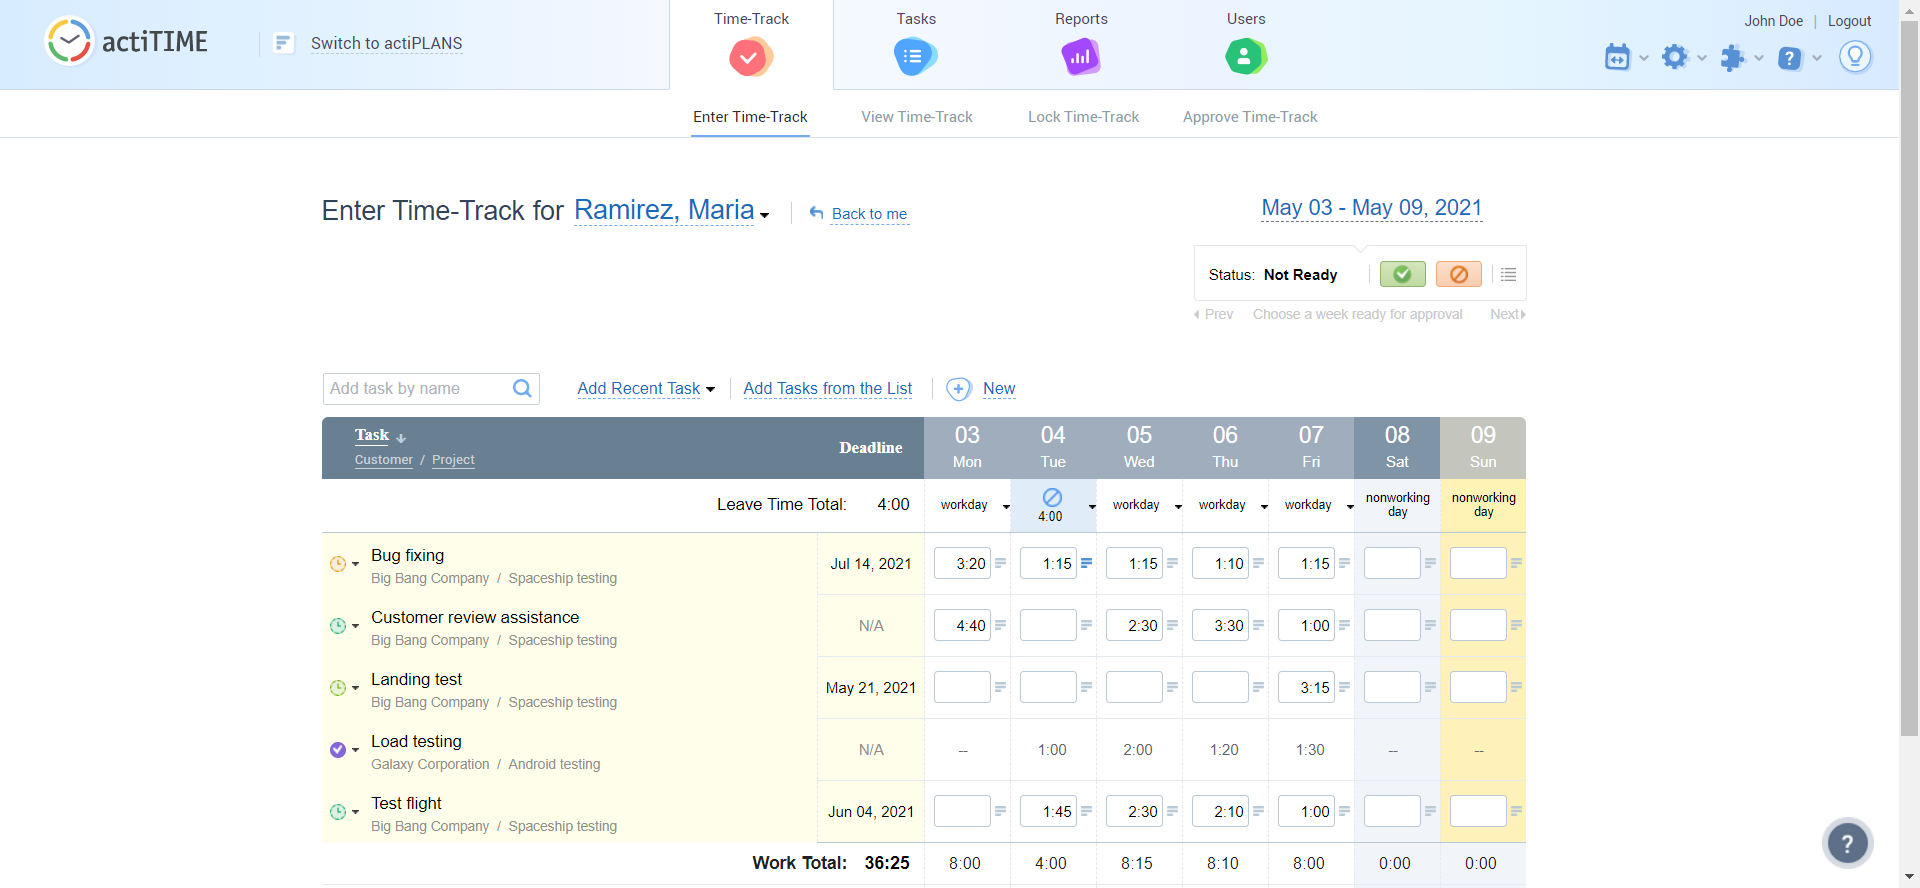 actiTIME
Switch to actiPLANS
Time-Track
Tasks
Reports
Users
John Doe | Logout
Enter Time-Track
View Time-Track
Lock Time-Track
Approve Time-Track
Enter Time-Track for Ramirez, Maria
Back to me
May 03 - May 09, 2021
Status: Not Ready
Prev Choose a week ready for approval Next
Add task by name
Add Recent Task
Add Tasks from the List
New
Task
Customer / Project
Deadline
03 04 05 06 07 08 09
Mon Tue Wed Thu Fri Sat Sun
Leave Time Total: 4:00 workday 4:00 workday workday workday nonworking day nonworking day
Bug fixing
Big Bang Company / Spaceship testing
Jul 14, 2021 3:20 1:15 1:15 1:10 1:15
Customer review assistance
Big Bang Company / Spaceship testing
N/A 4:40 2:30 3:30 1:00
Landing test
Big Bang Company / Spaceship testing
May 21, 2021 3:15
Load testing
Galaxy Corporation / Android testing
N/A -- 1:00 2:00 1:20 1:30 -- --
Test flight
Big Bang Company / Spaceship testing
Jun 04, 2021 1:45 2:30 2:10 1:00
Work Total: 36:25 8:00 4:00 8:15 8:10 8:00 0:00 0:00
?